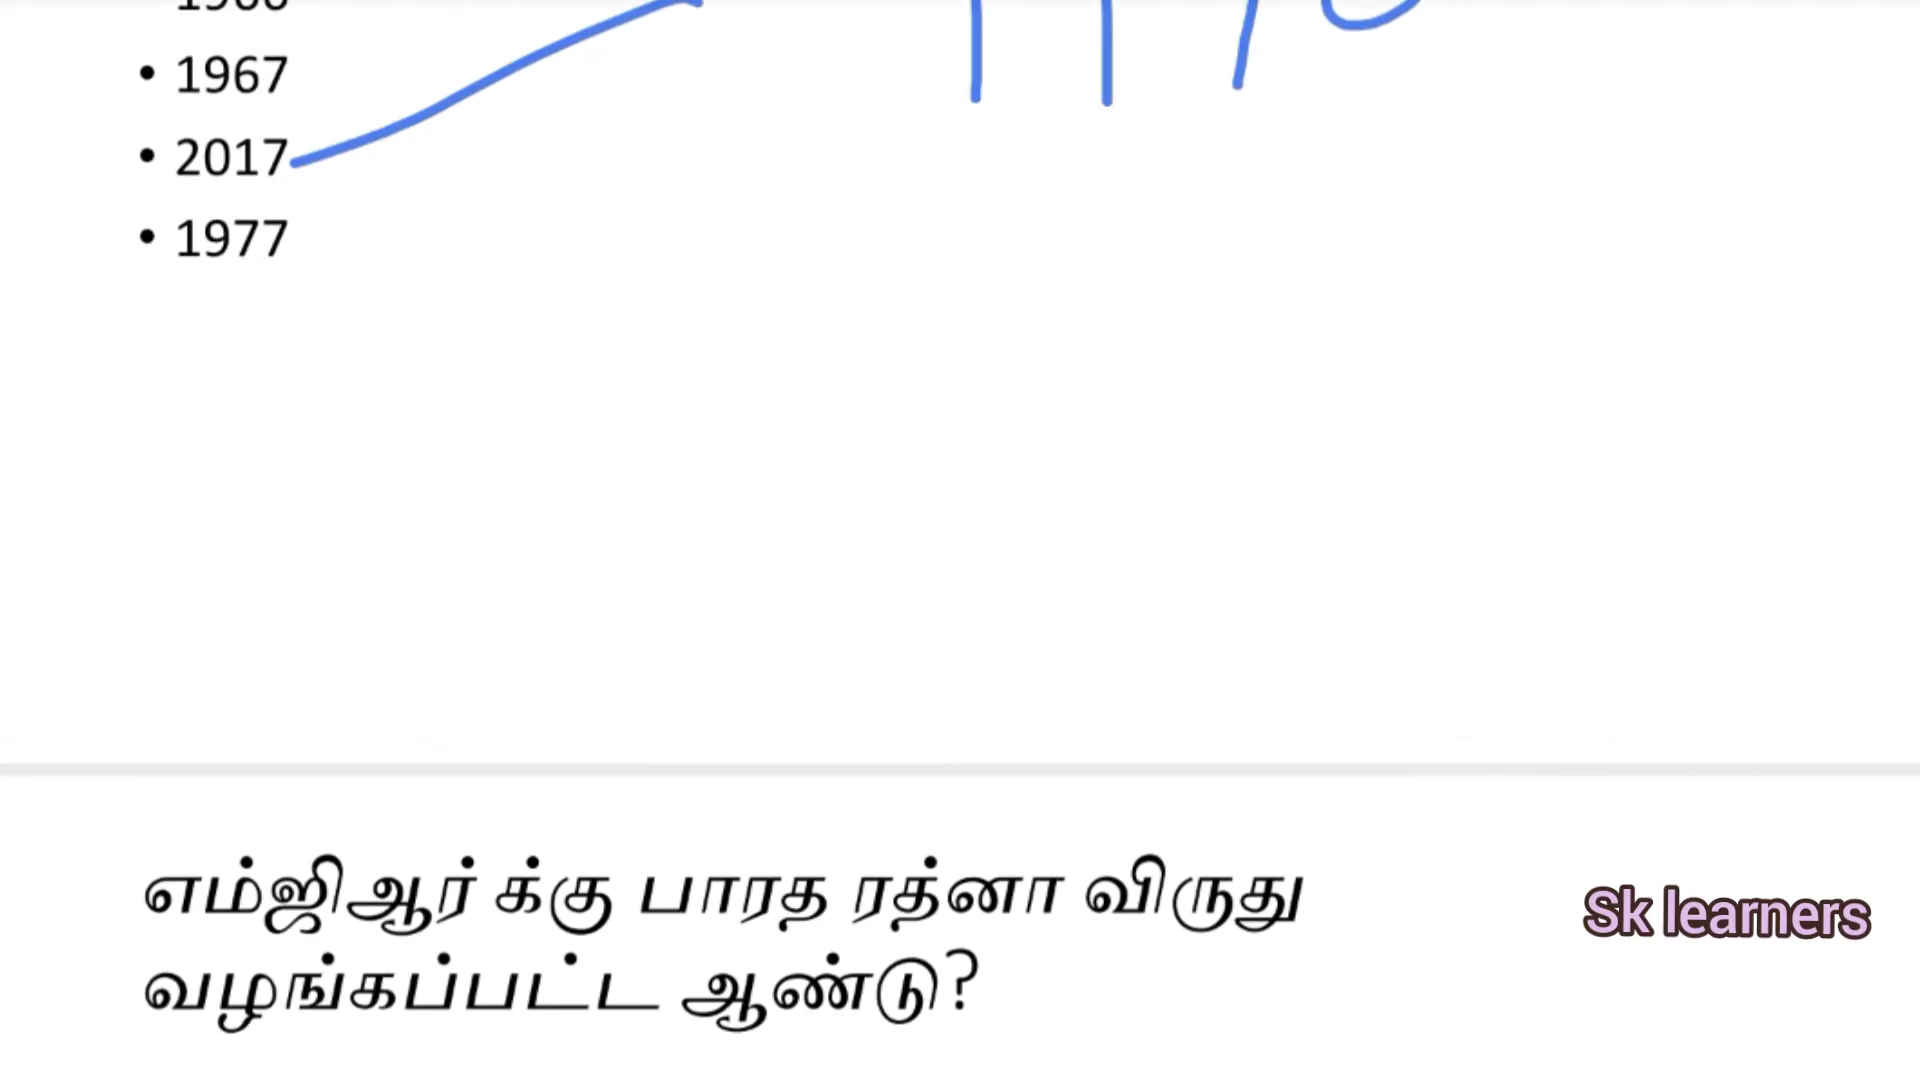 • 1967
• 2017
• 1977
எம்ஜிஆர் க்கு பாரத ரத்னா விருது
வழங்கப்பட்ட ஆண்டு?
Sk learners